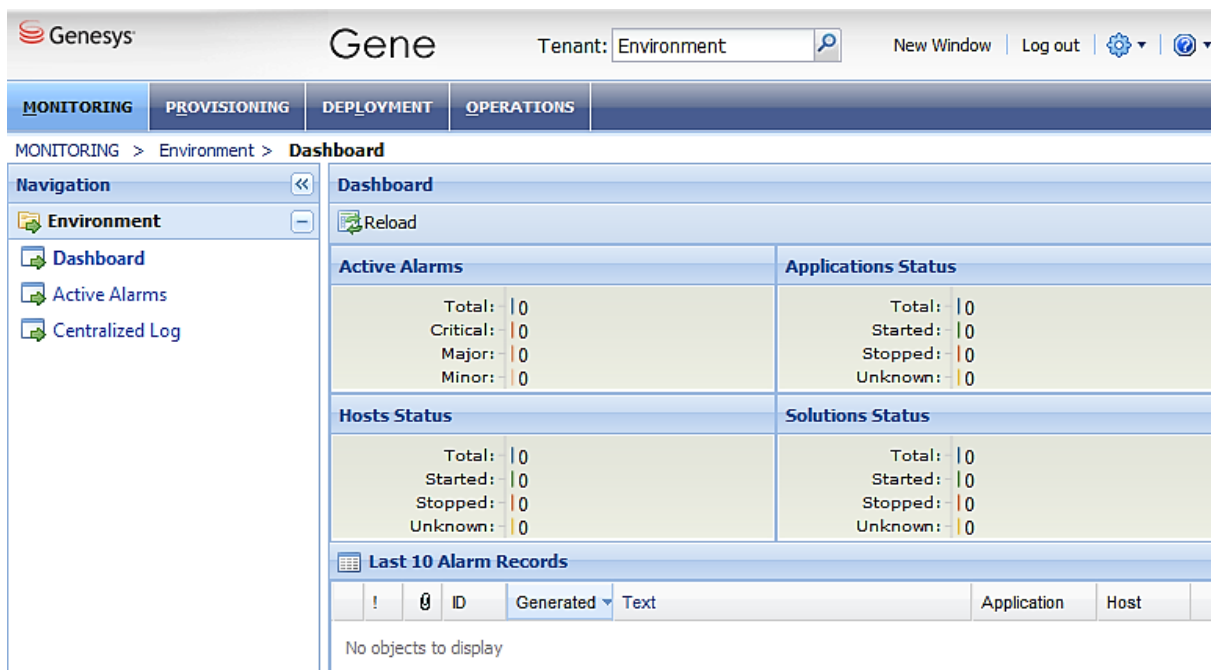 Genesys
Gene
Tenant: Environment
New Window
Log out
MONITORING
PROVISIONING
DEPLOYMENT
OPERATIONS
MONITORING > Environment > Dashboard
Navigation
Environment
Dashboard
Active Alarms
Centralized Log
Dashboard
Reload
Active Alarms
Total: 0
Critical: 0
Major: 0
Minor: 0
Applications Status
Total: 0
Started: 0
Stopped: 0
Unknown: 0
Hosts Status
Total: 0
Started: 0
Stopped: 0
Unknown: 0
Solutions Status
Total: 0
Started: 0
Stopped: 0
Unknown: 0
Last 10 Alarm Records
! ID Generated Text Application Host
No objects to display